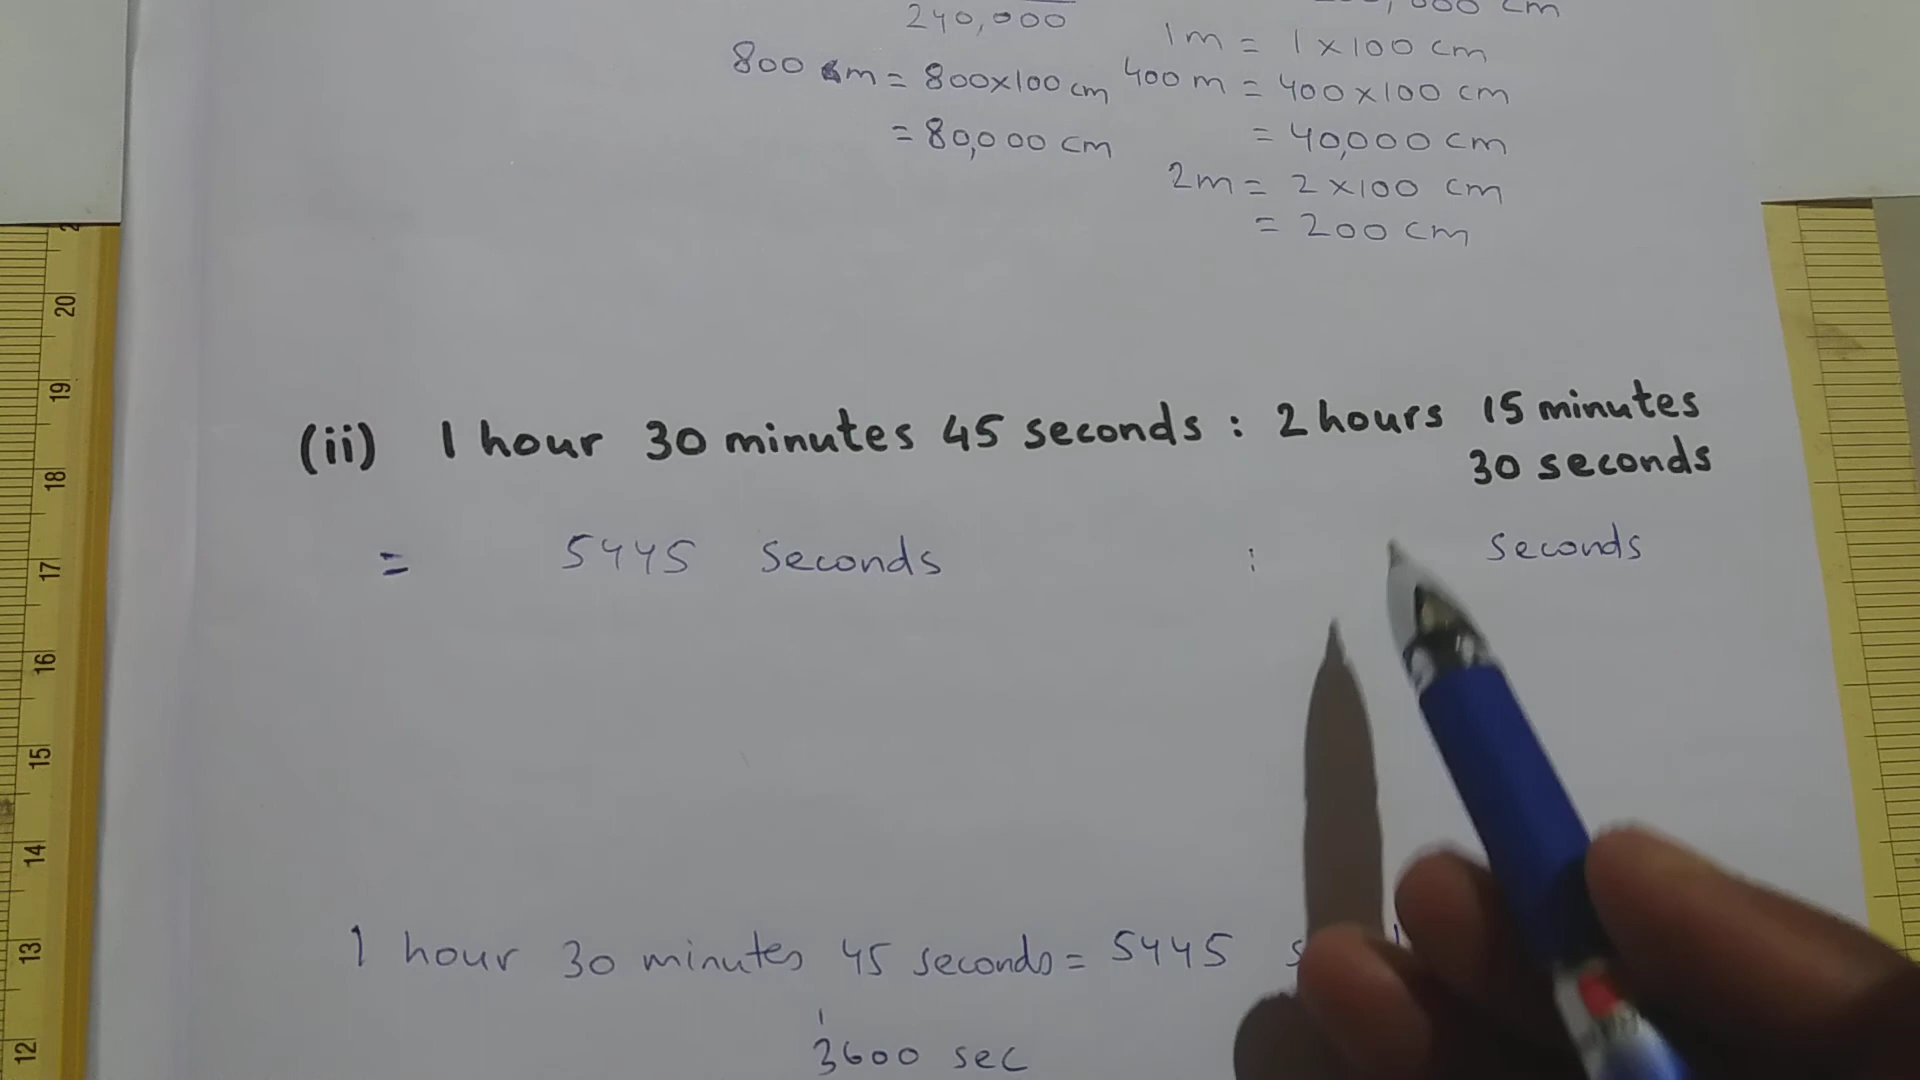 240,000
cm
1m = 1 x 100 cm
800 m = 800x100 cm
400 m = 400 x 100 cm
= 80,000 cm
= 40,000 cm
2m = 2 x 100 cm
= 200 cm
(ii) 1 hour 30 minutes 45 seconds : 2 hours 15 minutes
30 seconds
= 5445 seconds : seconds
1 hour 30 minutes 45 seconds = 5445
1
3600 sec
20
19
18
17
16
15
14
13
12